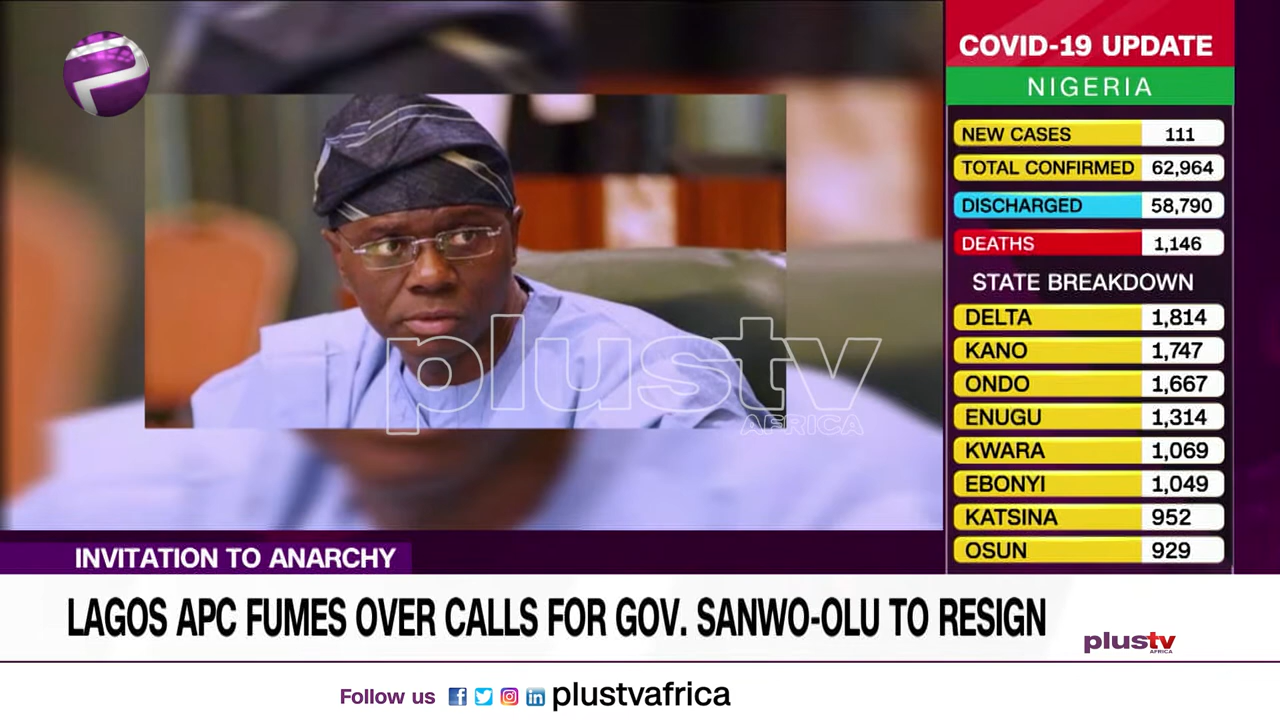 COVID-19 UPDATE
NIGERIA
NEW CASES 111
TOTAL CONFIRMED 62,964
DISCHARGED 58,790
DEATHS 1,146
STATE BREAKDOWN
DELTA 1,814
KANO 1,747
ONDO 1,667
ENUGU 1,314
KWARA 1,069
EBONYI 1,049
KATSINA 952
OSUN 929
plustv
AFRICA
INVITATION TO ANARCHY
LAGOS APC FUMES OVER CALLS FOR GOV. SANWO-OLU TO RESIGN
plustv
AFRICA
Follow us plustvafrica